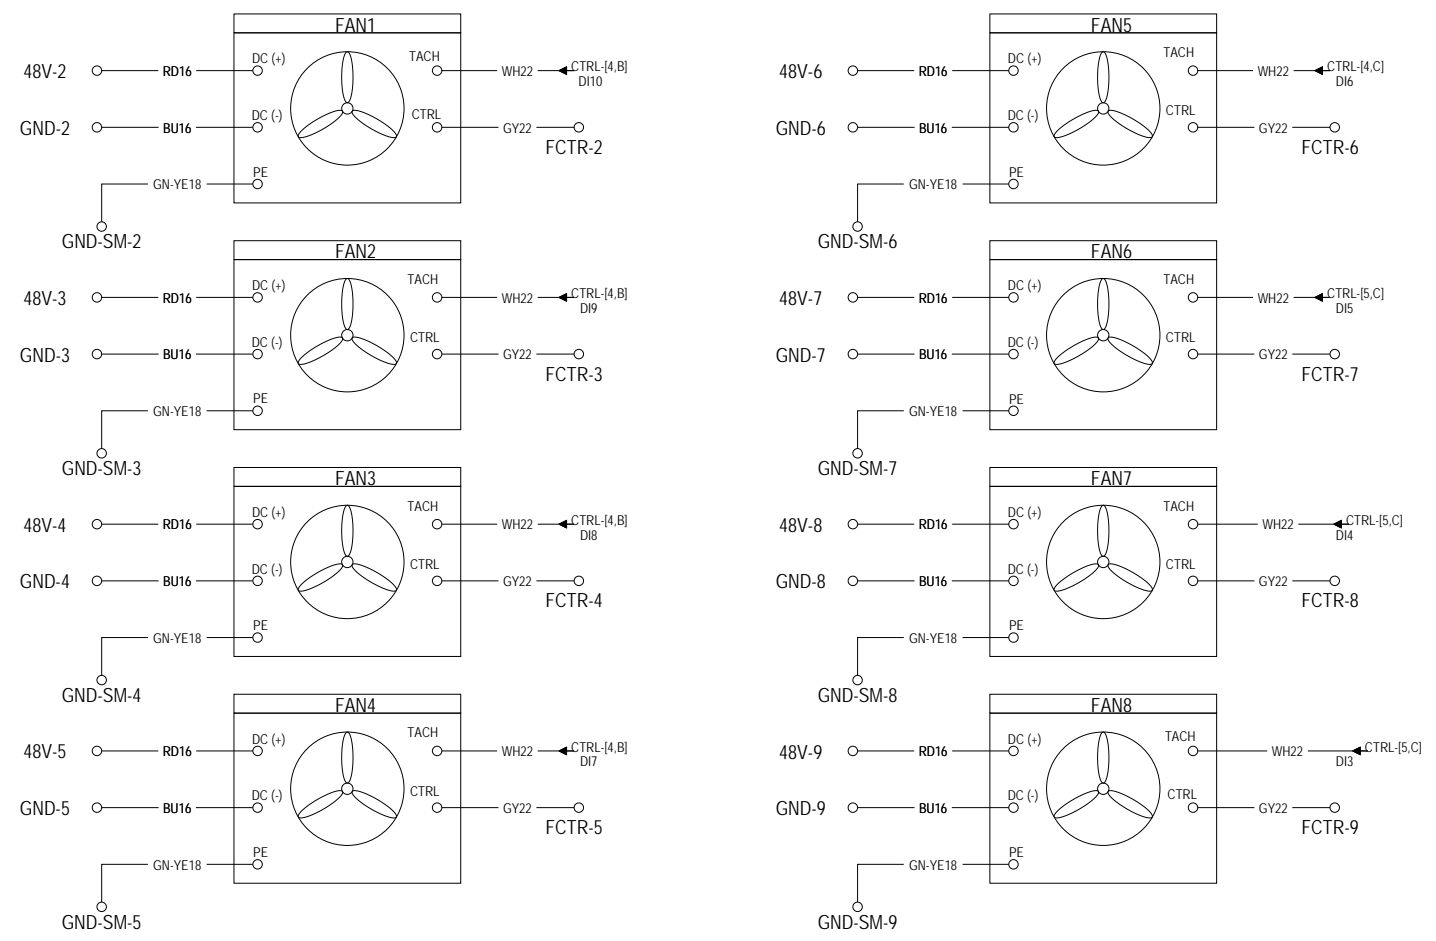 FAN1
DC (+)
TACH
48V-2
RD16
WH22
CTRL-[4,B]
DI10
DC (-)
CTRL
GND-2
BU16
GY22
FCTR-2
PE
GN-YE18
GND-SM-2
FAN2
DC (+)
TACH
48V-3
RD16
WH22
CTRL-[4,B]
DI9
DC (-)
CTRL
GND-3
BU16
GY22
FCTR-3
PE
GN-YE18
GND-SM-3
FAN3
DC (+)
TACH
48V-4
RD16
WH22
CTRL-[4,B]
DI8
DC (-)
CTRL
GND-4
BU16
GY22
FCTR-4
PE
GN-YE18
GND-SM-4
FAN4
DC (+)
TACH
48V-5
RD16
WH22
CTRL-[4,B]
DI7
DC (-)
CTRL
GND-5
BU16
GY22
FCTR-5
PE
GN-YE18
GND-SM-5
FAN5
DC (+)
TACH
48V-6
RD16
WH22
CTRL-[4,C]
DI6
DC (-)
CTRL
GND-6
BU16
GY22
FCTR-6
PE
GN-YE18
GND-SM-6
FAN6
DC (+)
TACH
48V-7
RD16
WH22
CTRL-[5,C]
DI5
DC (-)
CTRL
GND-7
BU16
GY22
FCTR-7
PE
GN-YE18
GND-SM-7
FAN7
DC (+)
TACH
48V-8
RD16
WH22
CTRL-[5,C]
DI4
DC (-)
CTRL
GND-8
BU16
GY22
FCTR-8
PE
GN-YE18
GND-SM-8
FAN8
DC (+)
TACH
48V-9
RD16
WH22
CTRL-[5,C]
DI3
DC (-)
CTRL
GND-9
BU16
GY22
FCTR-9
PE
GN-YE18
GND-SM-9